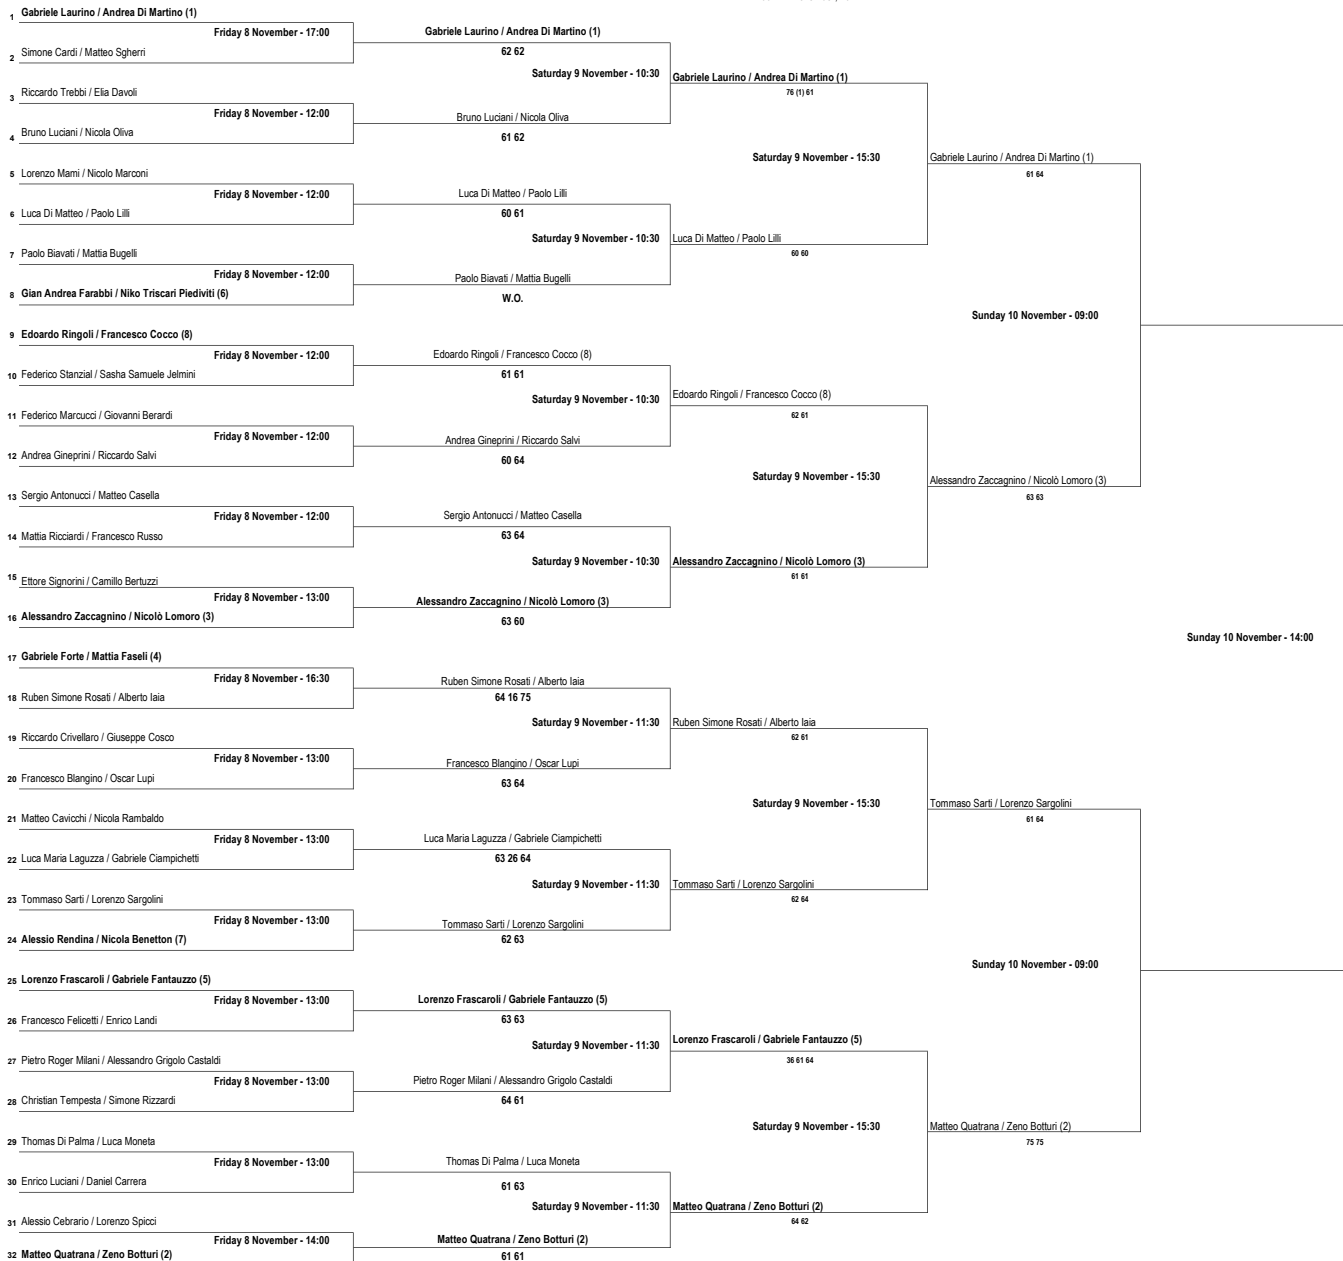 1 Gabriele Laurino / Andrea Di Martino (1)
Friday 8 November - 17:00
Gabriele Laurino / Andrea Di Martino (1)
2 Simone Cardi / Matteo Sgherri
62 62
Saturday 9 November - 10:30
Gabriele Laurino / Andrea Di Martino (1)
76 (1) 61
3 Riccardo Trebbi / Elia Davoli
Friday 8 November - 12:00
Bruno Luciani / Nicola Oliva
4 Bruno Luciani / Nicola Oliva
61 62
Saturday 9 November - 15:30
Gabriele Laurino / Andrea Di Martino (1)
61 64
5 Lorenzo Mami / Nicolo Marconi
Friday 8 November - 12:00
Luca Di Matteo / Paolo Lilli
6 Luca Di Matteo / Paolo Lilli
60 61
Saturday 9 November - 10:30
Luca Di Matteo / Paolo Lilli
60 60
7 Paolo Biavati / Mattia Bugelli
Friday 8 November - 12:00
Paolo Biavati / Mattia Bugelli
8 Gian Andrea Farabbi / Niko Triscari Piediviti (6)
W.O.
Sunday 10 November - 09:00
9 Edoardo Ringoli / Francesco Cocco (8)
Friday 8 November - 12:00
Edoardo Ringoli / Francesco Cocco (8)
10 Federico Stanzial / Sasha Samuele Jelmini
61 61
Saturday 9 November - 10:30
Edoardo Ringoli / Francesco Cocco (8)
62 61
11 Federico Marcucci / Giovanni Berardi
Friday 8 November - 12:00
Andrea Gineprini / Riccardo Salvi
12 Andrea Gineprini / Riccardo Salvi
60 64
Saturday 9 November - 15:30
Alessandro Zaccagnino / Nicolò Lomoro (3)
63 63
13 Sergio Antonucci / Matteo Casella
Friday 8 November - 12:00
Sergio Antonucci / Matteo Casella
14 Mattia Ricciardi / Francesco Russo
63 64
Saturday 9 November - 10:30
Alessandro Zaccagnino / Nicolò Lomoro (3)
61 61
15 Ettore Signorini / Camillo Bertuzzi
Friday 8 November - 13:00
Alessandro Zaccagnino / Nicolò Lomoro (3)
16 Alessandro Zaccagnino / Nicolò Lomoro (3)
63 60
Sunday 10 November - 14:00
17 Gabriele Forte / Mattia Faseli (4)
Friday 8 November - 16:30
Ruben Simone Rosati / Alberto Iaia
18 Ruben Simone Rosati / Alberto Iaia
64 16 75
Saturday 9 November - 11:30
Ruben Simone Rosati / Alberto Iaia
62 61
19 Riccardo Crivellaro / Giuseppe Cosco
Friday 8 November - 13:00
Francesco Blangino / Oscar Lupi
20 Francesco Blangino / Oscar Lupi
63 64
Saturday 9 November - 15:30
Tommaso Sarti / Lorenzo Sargolini
61 64
21 Matteo Cavicchi / Nicola Rambaldo
Friday 8 November - 13:00
Luca Maria Laguzza / Gabriele Ciampichetti
22 Luca Maria Laguzza / Gabriele Ciampichetti
63 26 64
Saturday 9 November - 11:30
Tommaso Sarti / Lorenzo Sargolini
62 64
23 Tommaso Sarti / Lorenzo Sargolini
Friday 8 November - 13:00
Tommaso Sarti / Lorenzo Sargolini
24 Alessio Rendina / Nicola Benetton (7)
62 63
Sunday 10 November - 09:00
25 Lorenzo Frascaroli / Gabriele Fantauzzo (5)
Friday 8 November - 13:00
Lorenzo Frascaroli / Gabriele Fantauzzo (5)
26 Francesco Felicetti / Enrico Landi
63 63
Saturday 9 November - 11:30
Lorenzo Frascaroli / Gabriele Fantauzzo (5)
36 61 64
27 Pietro Roger Milani / Alessandro Grigolo Castaldi
Friday 8 November - 13:00
Pietro Roger Milani / Alessandro Grigolo Castaldi
28 Christian Tempesta / Simone Rizzardi
64 61
Saturday 9 November - 15:30
Matteo Quatrana / Zeno Botturi (2)
75 75
29 Thomas Di Palma / Luca Moneta
Friday 8 November - 13:00
Thomas Di Palma / Luca Moneta
30 Enrico Luciani / Daniel Carrera
61 63
Saturday 9 November - 11:30
Matteo Quatrana / Zeno Botturi (2)
64 62
31 Alessio Cebrario / Lorenzo Spicci
Friday 8 November - 14:00
Matteo Quatrana / Zeno Botturi (2)
32 Matteo Quatrana / Zeno Botturi (2)
61 61